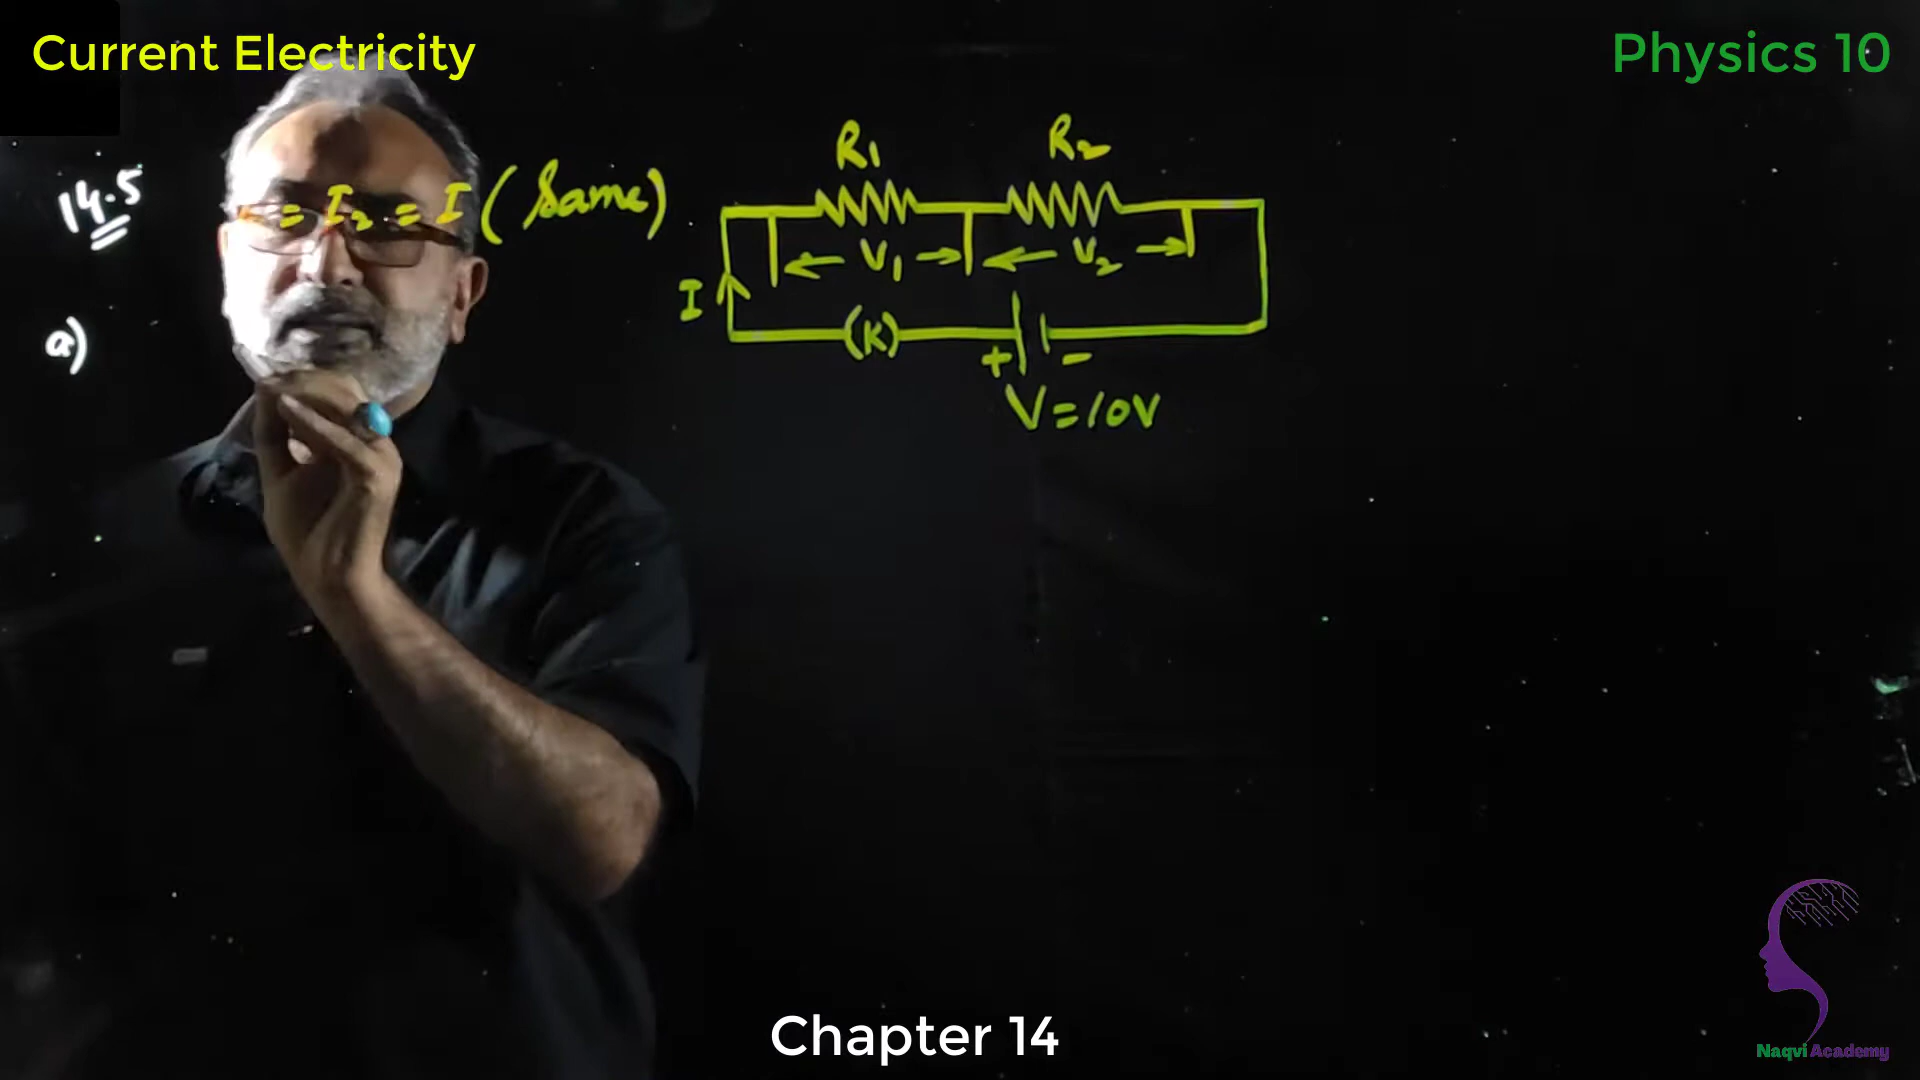 Current Electricity
Physics 10
14.5
= I₂ = I (Same)
R₁
R₂
V₁
V₂
I
a)
(K)
+
-
V=10V
Chapter 14
Naqvi Academy